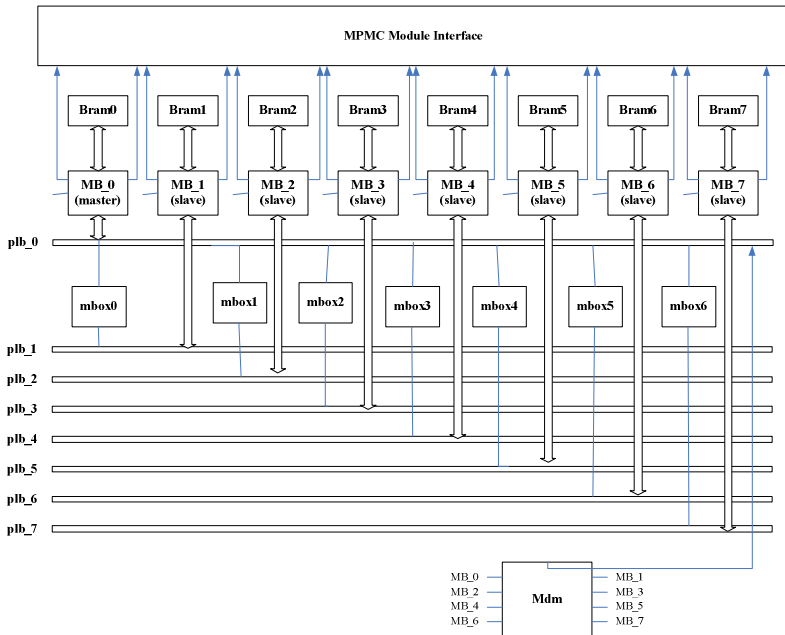 MPMC Module Interface
Bram0 Bram1 Bram2 Bram3 Bram4 Bram5 Bram6 Bram7
MB_0 MB_1 MB_2 MB_3 MB_4 MB_5 MB_6 MB_7
(master) (slave) (slave) (slave) (slave) (slave) (slave) (slave)
plb_0
mbox0 mbox1 mbox2 mbox3 mbox4 mbox5 mbox6
plb_1
plb_2
plb_3
plb_4
plb_5
plb_6
plb_7
MB_0 MB_1
MB_2 Mdm MB_3
MB_4 MB_5
MB_6 MB_7